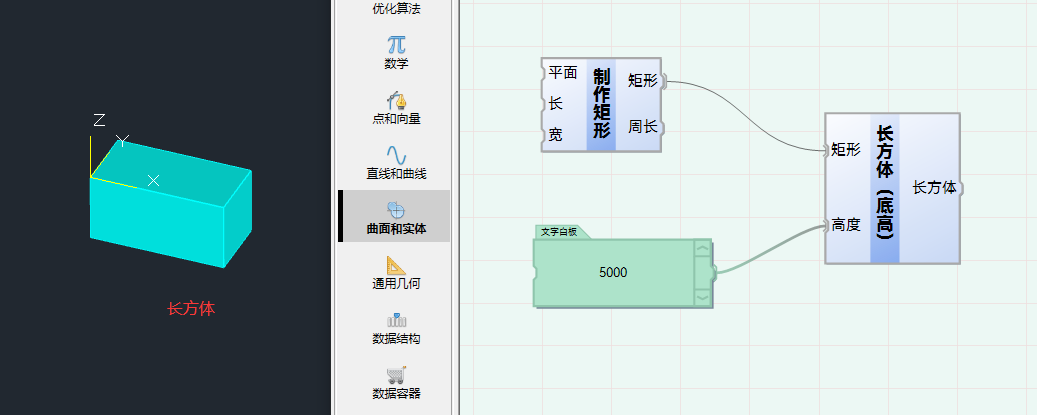 Z
Y
X
长方体
优化算法
数学
点和向量
直线和曲线
曲面和实体
通用几何
数据结构
数据容器
平面
长
宽
制作矩形
矩形
周长
文字白板
5000
矩形
高度
长方体（底高）
长方体